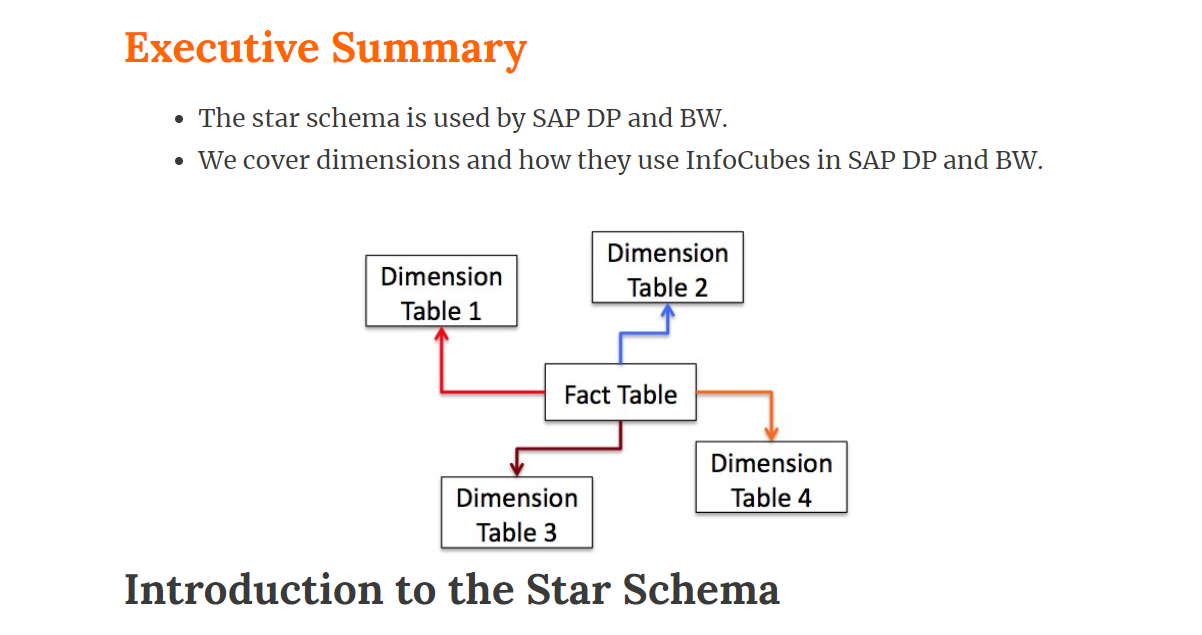 Executive Summary
• The star schema is used by SAP DP and BW.
• We cover dimensions and how they use InfoCubes in SAP DP and BW.
Dimension
Table 1
Dimension
Table 2
Fact Table
Dimension
Table 3
Dimension
Table 4
Introduction to the Star Schema